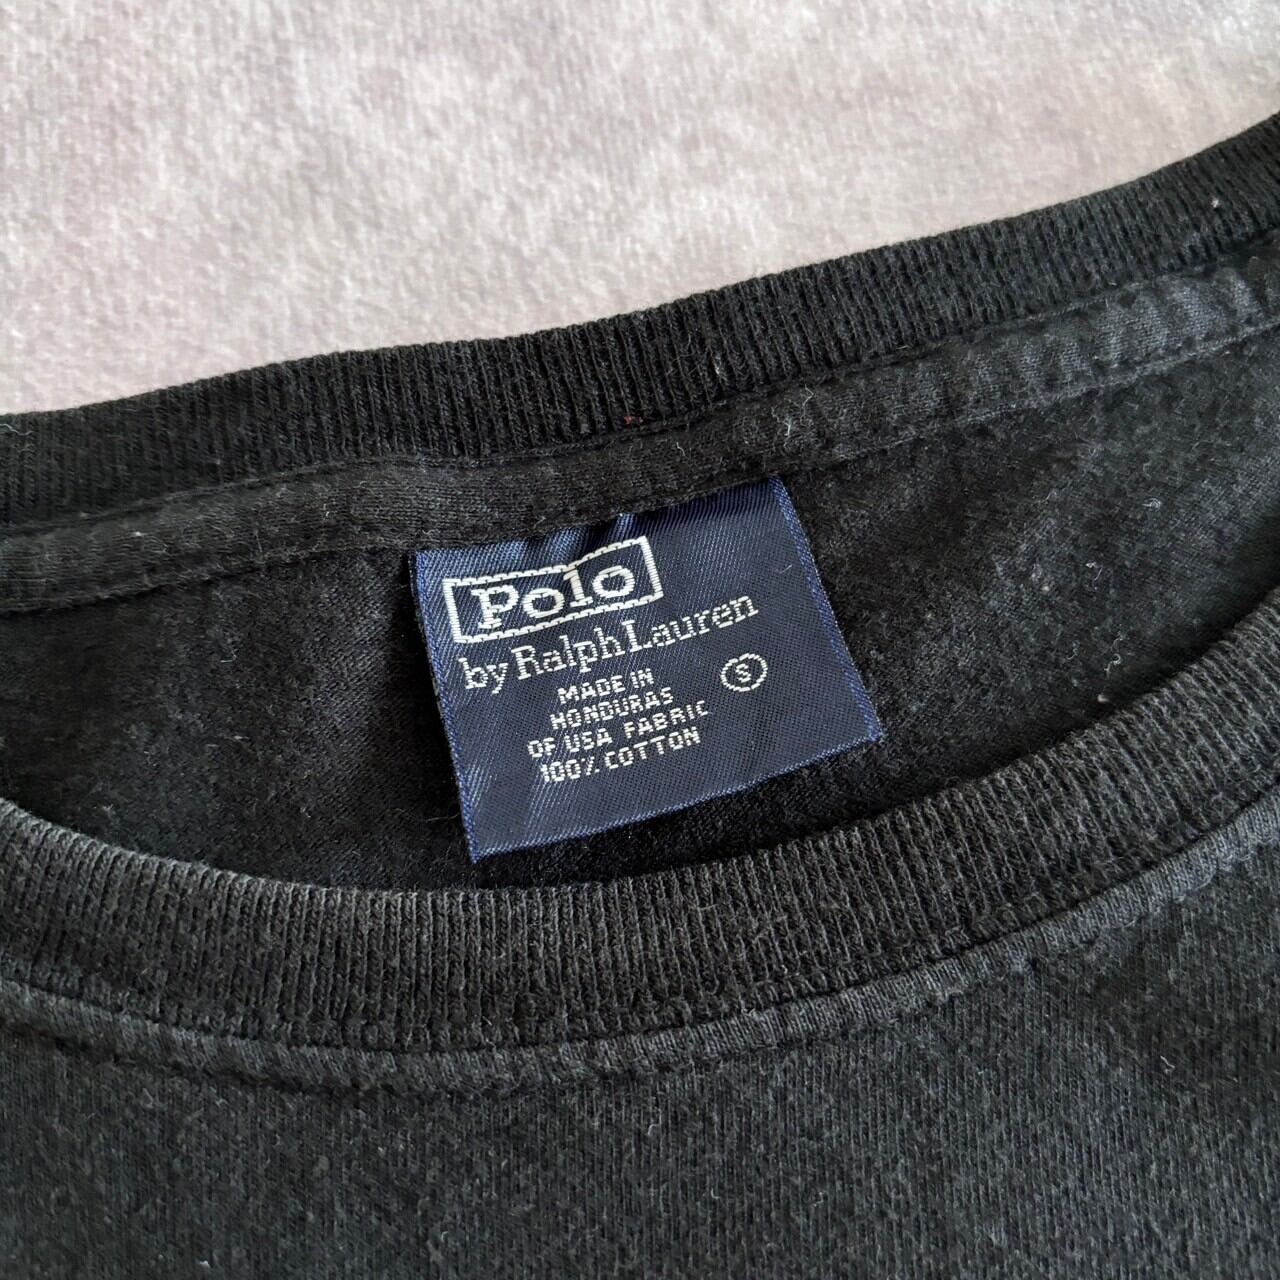 Polo
by Ralph Lauren
MADE IN
HONDURAS
OF USA FABRIC
100% COTTON
S